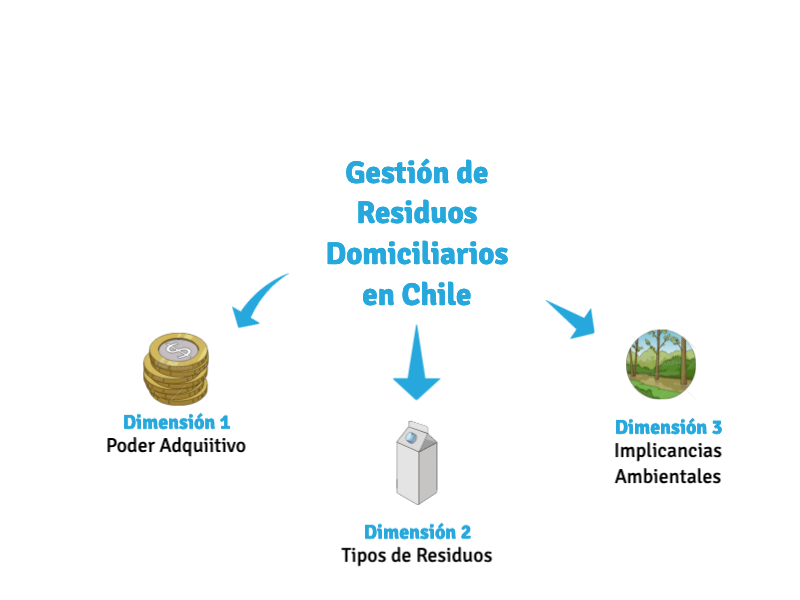 Gestión de
Residuos
Domiciliarios
en Chile
Dimensión 1
Poder Adquiitivo
Dimensión 2
Tipos de Residuos
Dimensión 3
Implicancias
Ambientales